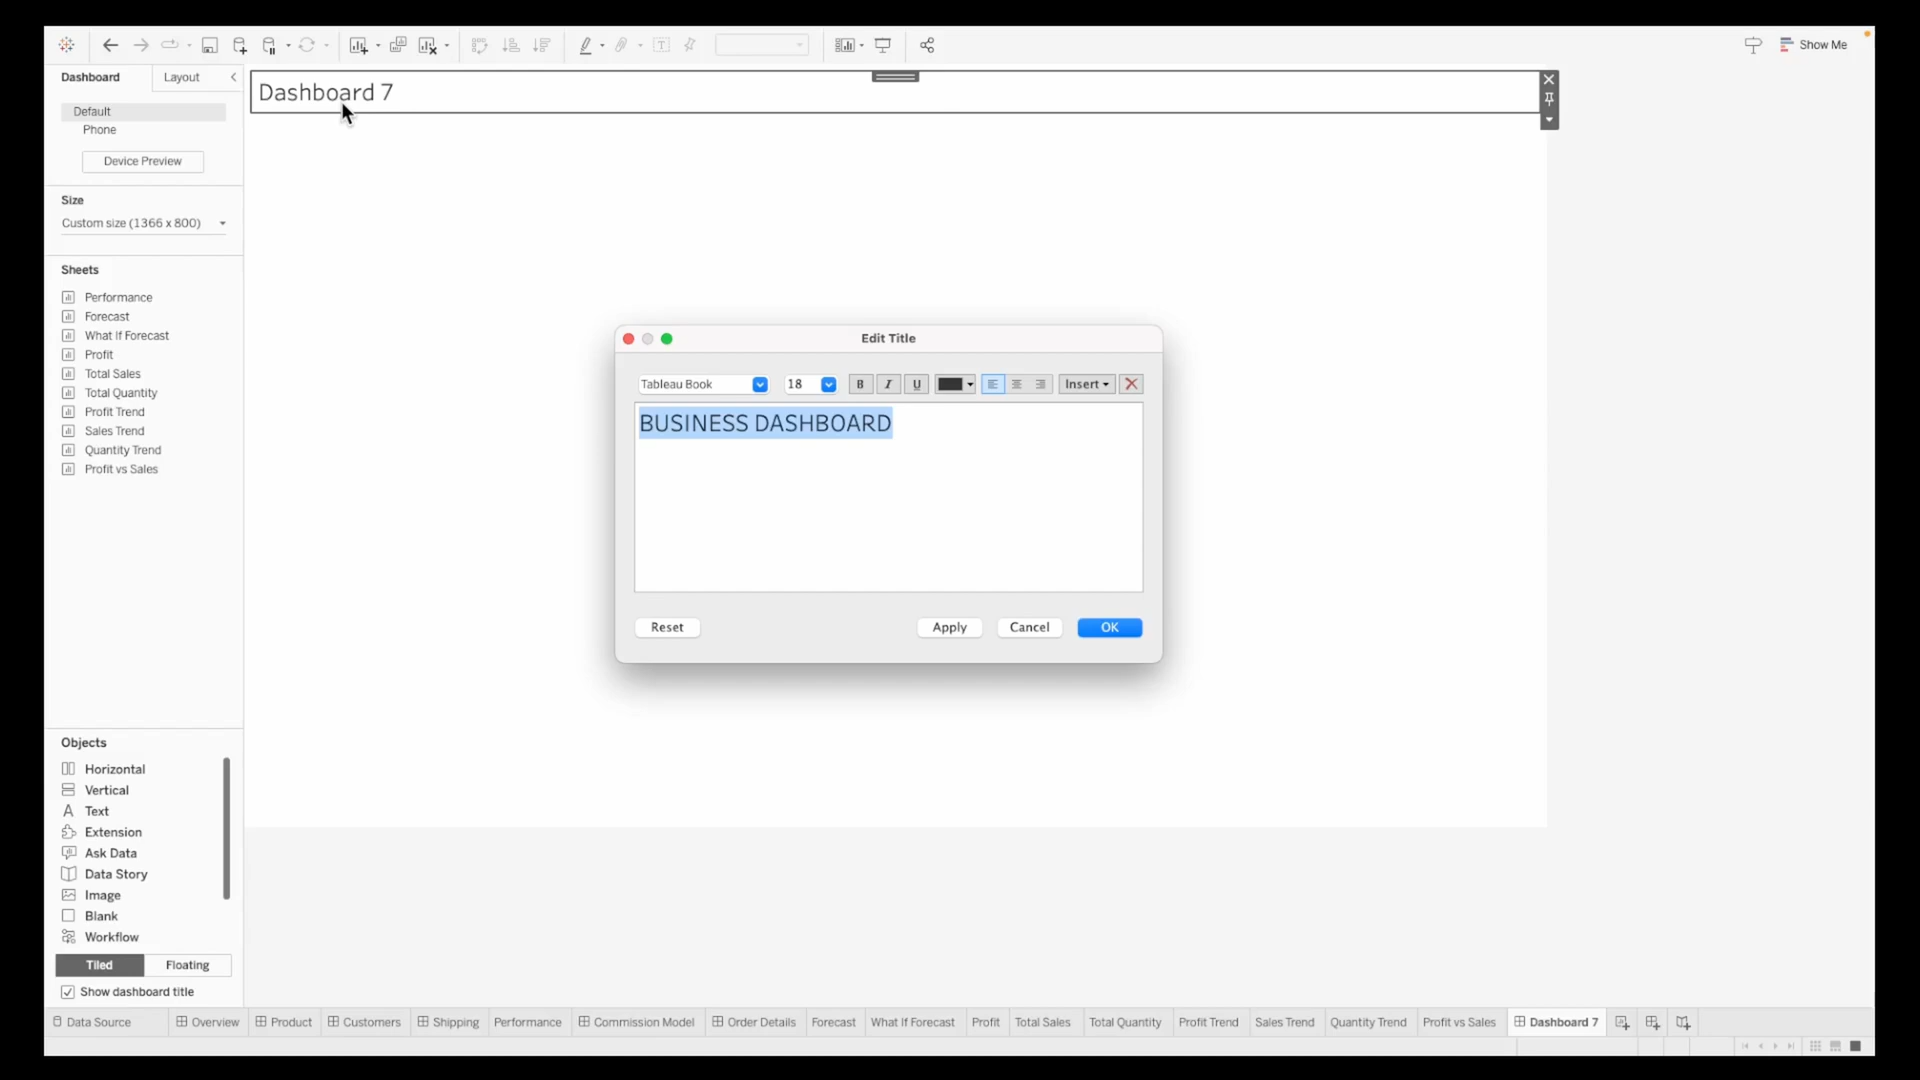 Show Me
Dashboard
Layout
Dashboard 7
Default
Phone
Device Preview
Size
Custom size (1366 x 800)
Sheets
Performance
Forecast
What If Forecast
Profit
Total Sales
Total Quantity
Profit Trend
Sales Trend
Quantity Trend
Profit vs Sales
Edit Title
Tableau Book 18 B I U Insert
BUSINESS DASHBOARD
Reset Apply Cancel OK
Objects
Horizontal
Vertical
A Text
Extension
Ask Data
Data Story
Image
Blank
Workflow
Tiled Floating
Show dashboard title
Data Source Overview Product Customers Shipping Performance Commission Model Order Details Forecast What If Forecast Profit Total Sales Total Quantity Profit Trend Sales Trend Quantity Trend Profit vs Sales Dashboard 7